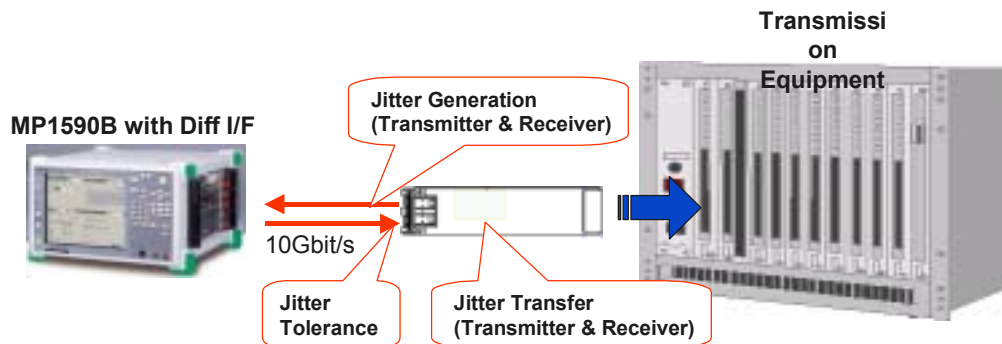 Transmissi
on
Equipment
Jitter Generation
(Transmitter & Receiver)
MP1590B with Diff I/F
10Gbit/s
Jitter
Tolerance
Jitter Transfer
(Transmitter & Receiver)